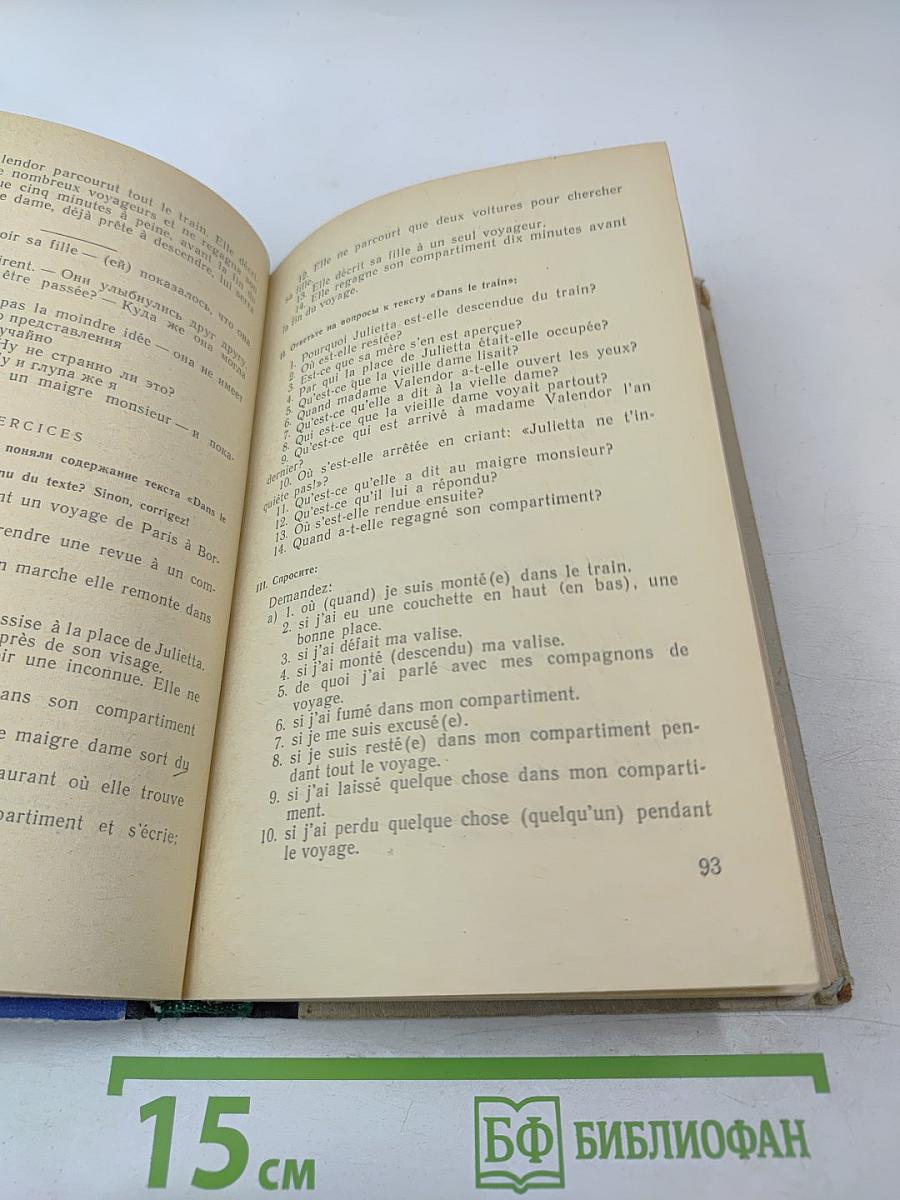 lendor parcourut tout le train. Elle décri-
e nombreux voyageurs et ne regagna son
ue cinq minutes à peine, avant la fin du
e dame, déjà prête à descendre, lui serra
oir sa fille — (ей) показалось, что она
irent. — Они улыбнулись друг другу.
être passée? — Куда же она могла
pas la moindre idée — она не имеет
о представления
учайно
Ну не странно ли это?
у и глупа же я
un maigre monsieur — и пока-
ERCICES
поняли содержание текста «Dans le
nu du texte? Sinon, corrigez!
nt un voyage de Paris à Bor-
rendre une revue à un com-
n marche elle remonte dans
ssise à la place de Julietta.
près de son visage.
oir une inconnue. Elle ne
ans son compartiment
e maigre dame sort du
aurant où elle trouve
partiment et s'écrie:
12. Elle ne parcourt que deux voitures pour chercher
sa fille.
13. Elle décrit sa fille à un seul voyageur.
14. Elle regagne son compartiment dix minutes avant
la fin du voyage.
II. Ответьте на вопросы к тексту «Dans le train»:
1. Pourquoi Julietta est-elle descendue du train?
2. Où est-elle restée?
3. Est-ce que sa mère s'en est aperçue?
4. Par qui la place de Julietta était-elle occupée?
5. Qu'est-ce que la vieille dame lisait?
6. Quand madame Valendor a-t-elle ouvert les yeux?
7. Qu'est-ce qu'elle a dit à la vielle dame?
8. Qui est-ce que la vieille dame voyait partout?
9. Qu'est-ce qui est arrivé à madame Valendor l'an
dernier?
10. Où s'est-elle arrêtée en criant: «Julietta ne t'in-
quiète pas!»?
11. Qu'est-ce qu'elle a dit au maigre monsieur?
12. Qu'est-ce qu'il lui a répondu?
13. Où s'est-elle rendue ensuite?
14. Quand a-t-elle regagné son compartiment?
III. Спросите:
Demandez:
a) 1. où (quand) je suis monté(e) dans le train.
2. si j'ai eu une couchette en haut (en bas), une
bonne place.
3. si j'ai défait ma valise.
4. si j'ai monté (descendu) ma valise.
5. de quoi j'ai parlé avec mes compagnons de
voyage.
6. si j'ai fumé dans mon compartiment.
7. si je me suis excusé(e).
8. si je suis resté(e) dans mon compartiment pen-
dant tout le voyage.
9. si j'ai laissé quelque chose dans mon comparti-
ment.
10. si j'ai perdu quelque chose (quelqu'un) pendant
le voyage.
93
15 см
БФ БИБЛИОФАН